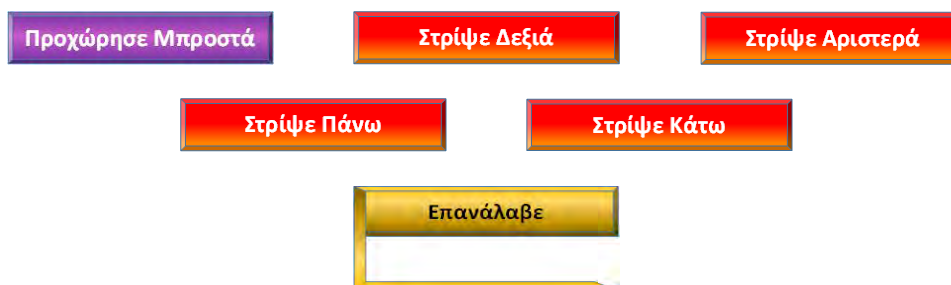 Προχώρησε Μπροστά
Στρίψε Δεξιά
Στρίψε Αριστερά
Στρίψε Πάνω
Στρίψε Κάτω
Επανάλαβε